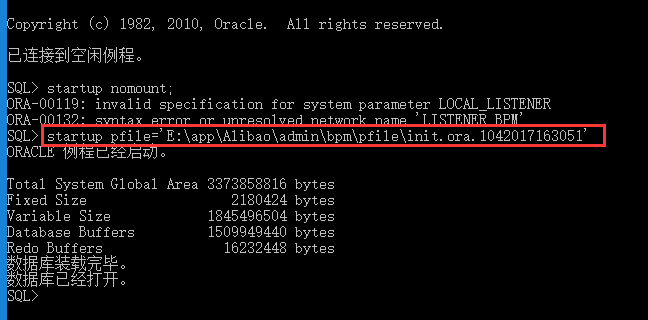 Copyright (c) 1982, 2010, Oracle.  All rights reserved.
已连接到空闲例程。
SQL> startup nomount;
ORA-00119: invalid specification for system parameter LOCAL_LISTENER
ORA-00132: syntax error or unresolved network name 'LISTENER_BPM'
SQL> startup pfile='E:\app\Alibao\admin\bpm\pfile\init.ora.1042017163051'
ORACLE 例程已经启动。
Total System Global Area 3373858816 bytes
Fixed Size                  2180424 bytes
Variable Size            1845496504 bytes
Database Buffers         1509949440 bytes
Redo Buffers               16232448 bytes
数据库装载完毕。
数据库已经打开。
SQL>